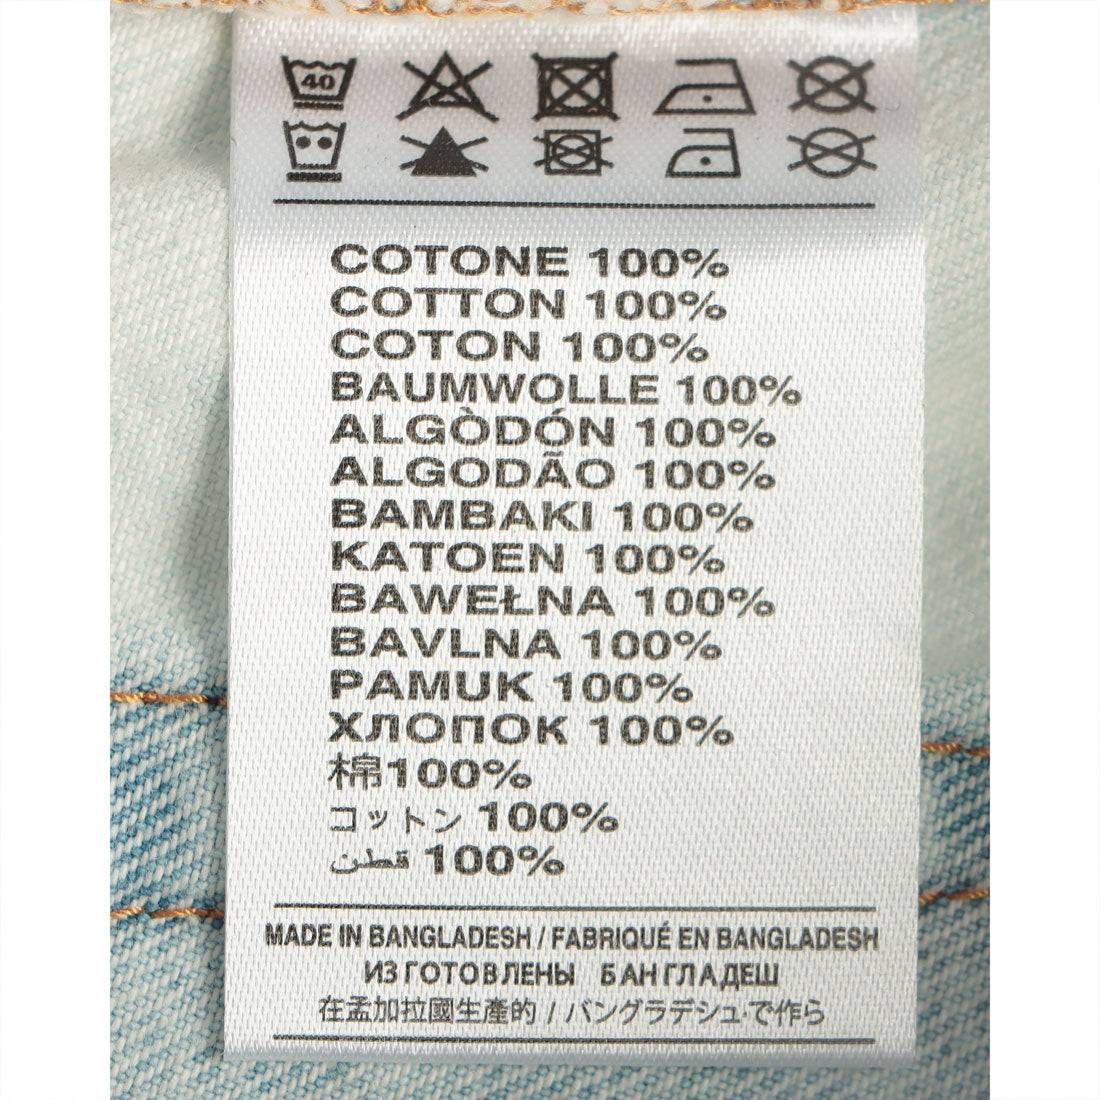 40
COTONE 100%
COTTON 100%
COTON 100%
BAUMWOLLE 100%
ALGÒDÓN 100%
ALGODÃO 100%
BAMBAKI 100%
KATOEN 100%
BAWEŁNA 100%
BAVLNA 100%
PAMUK 100%
ХЛОПОК 100%
棉100%
コットン 100%
قطن 100%
MADE IN BANGLADESH / FABRIQUÉ EN BANGLADESH
ИЗГОТОВЛЕНЫ БАНГЛАДЕШ
在孟加拉國生產的 / バングラデシュ·で作ら